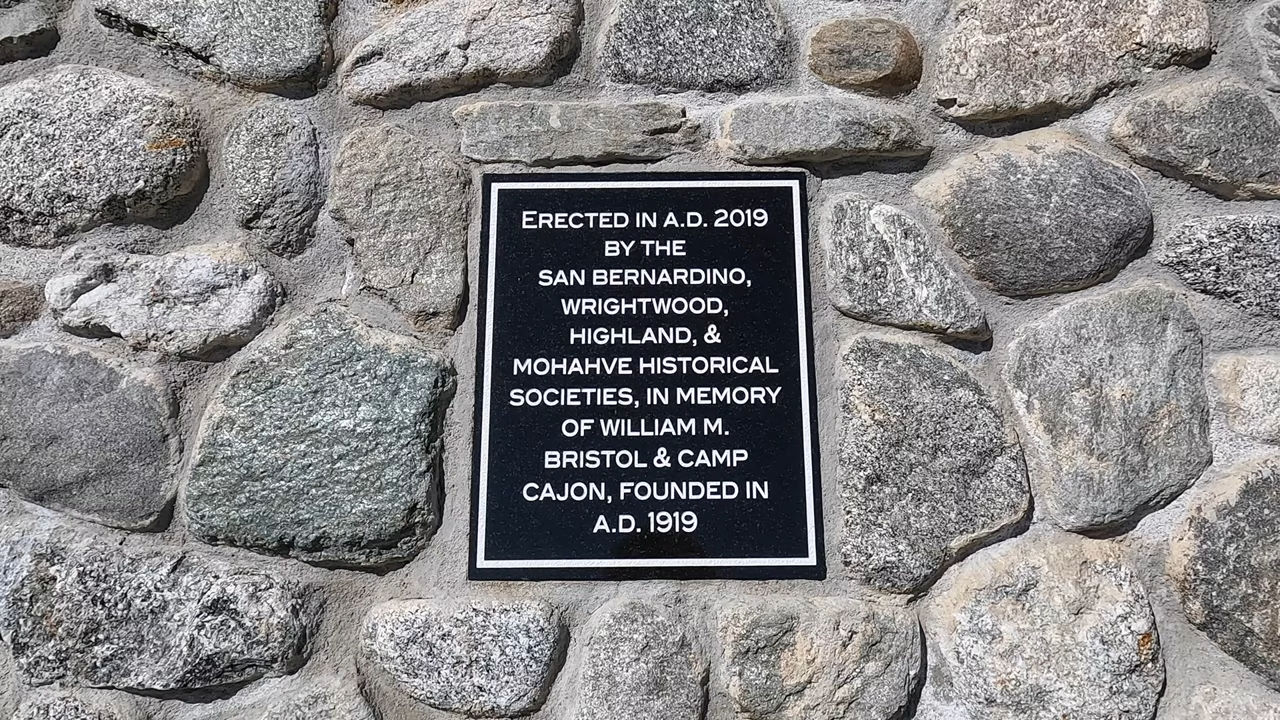 ERECTED IN A.D. 2019
BY THE
SAN BERNARDINO,
WRIGHTWOOD,
HIGHLAND, &
MOHAHVE HISTORICAL
SOCIETIES, IN MEMORY
OF WILLIAM M.
BRISTOL & CAMP
CAJON, FOUNDED IN
A.D. 1919